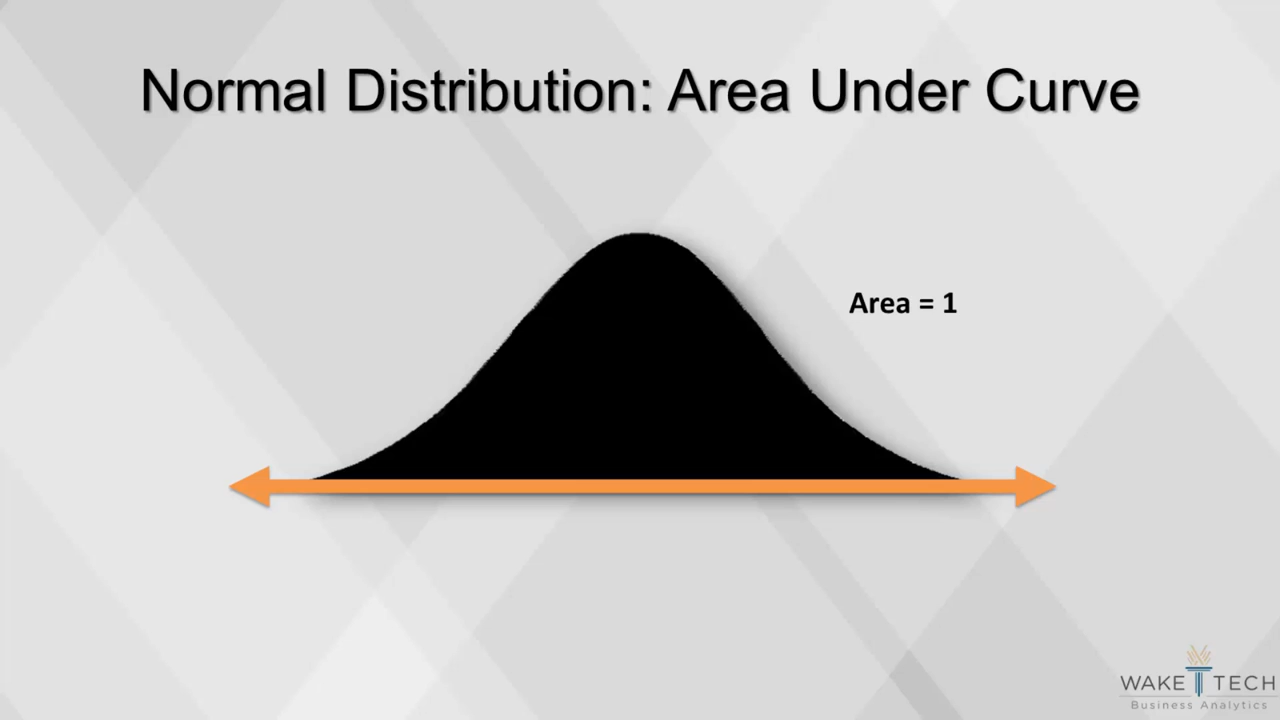 Normal Distribution: Area Under Curve
Area = 1
WAKE TECH
Business Analytics